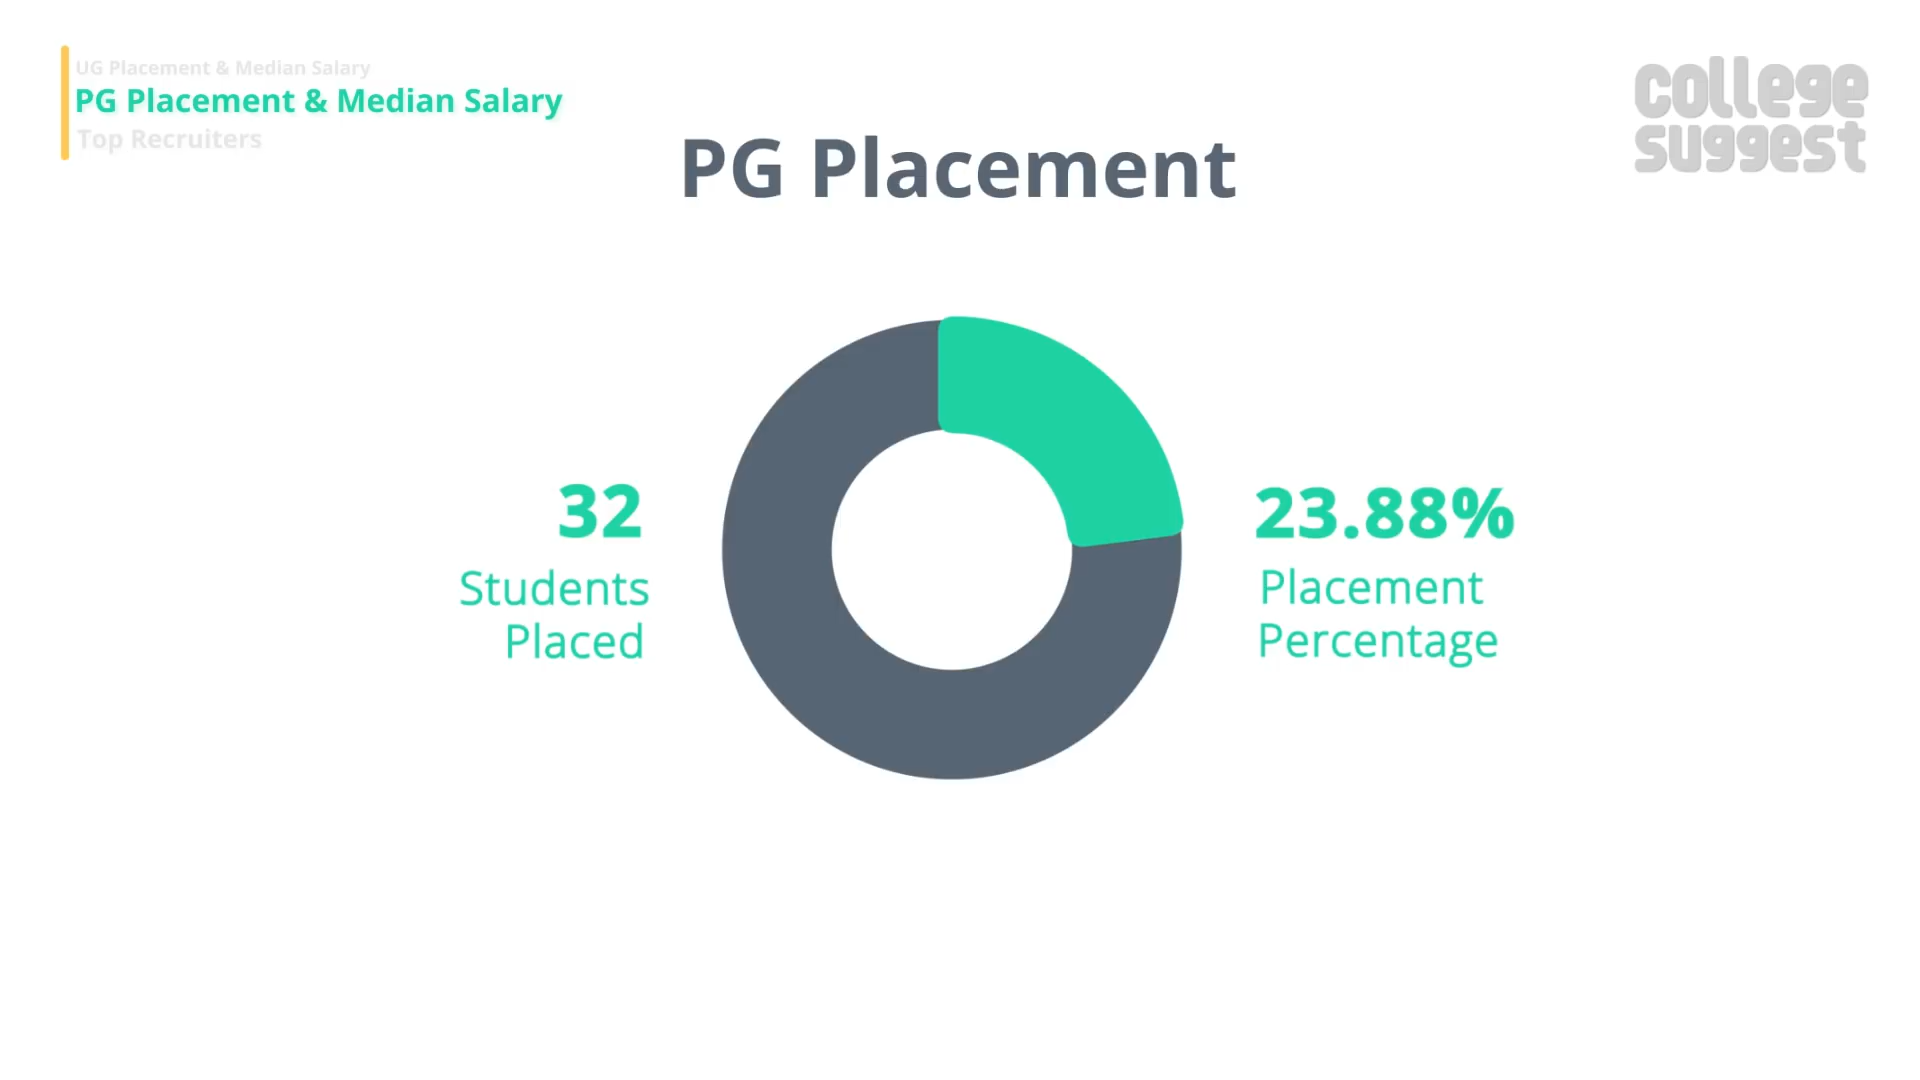 UG Placement & Median Salary
PG Placement & Median Salary
Top Recruiters
college
suggest
PG Placement
32
Students
Placed
23.88%
Placement
Percentage